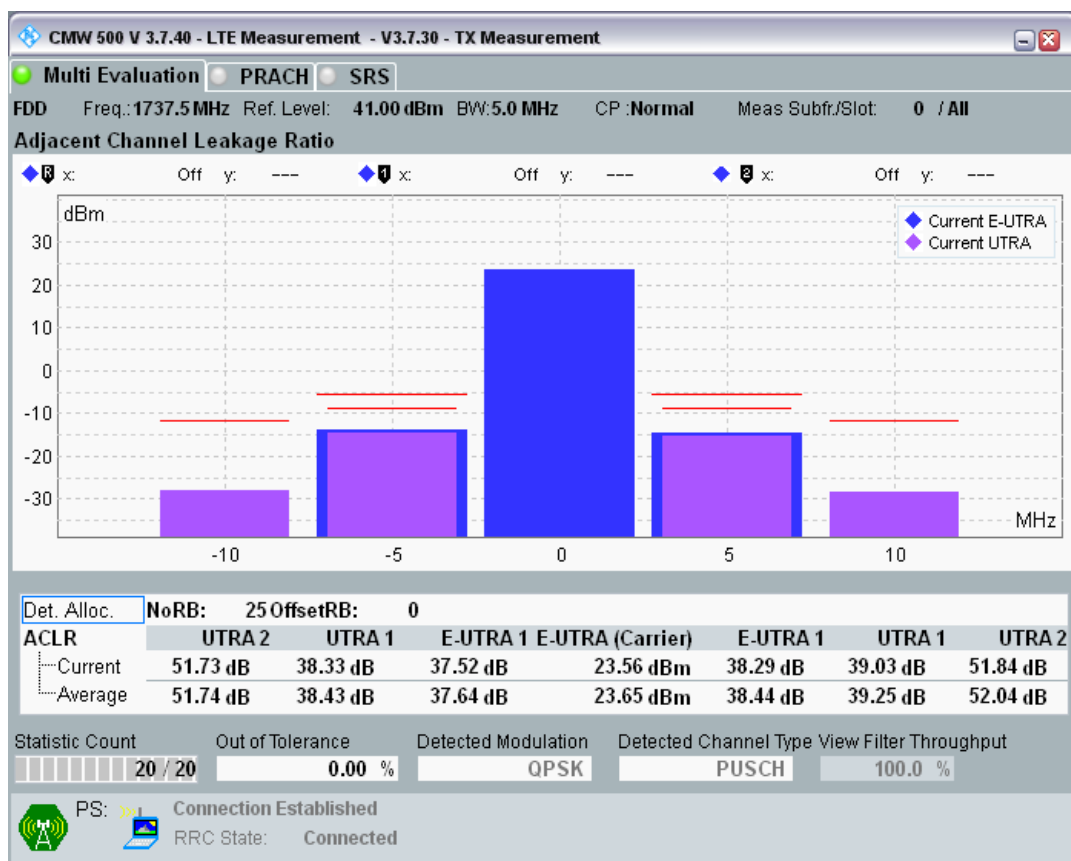 CMW 500 V 3.7.40 - LTE Measurement - V3.7.30 - TX Measurement
Multi Evaluation PRACH SRS
FDD Freq.: 1737.5 MHz Ref. Level: 41.00 dBm BW: 5.0 MHz CP : Normal Meas Subfr./Slot: 0 / All
Adjacent Channel Leakage Ratio
R x: Off y: --- 1 x: Off y: --- 2 x: Off y: ---
dBm
Current E-UTRA
Current UTRA
30
20
10
0
-10
-20
-30
MHz
-10 -5 0 5 10
Det. Alloc. NoRB: 25 OffsetRB: 0
ACLR UTRA 2 UTRA 1 E-UTRA 1 E-UTRA (Carrier) E-UTRA 1 UTRA 1 UTRA 2
Current 51.73 dB 38.33 dB 37.52 dB 23.56 dBm 38.29 dB 39.03 dB 51.84 dB
Average 51.74 dB 38.43 dB 37.64 dB 23.65 dBm 38.44 dB 39.25 dB 52.04 dB
Statistic Count Out of Tolerance Detected Modulation Detected Channel Type View Filter Throughput
20 / 20 0.00 % QPSK PUSCH 100.0 %
PS: Connection Established
RRC State: Connected